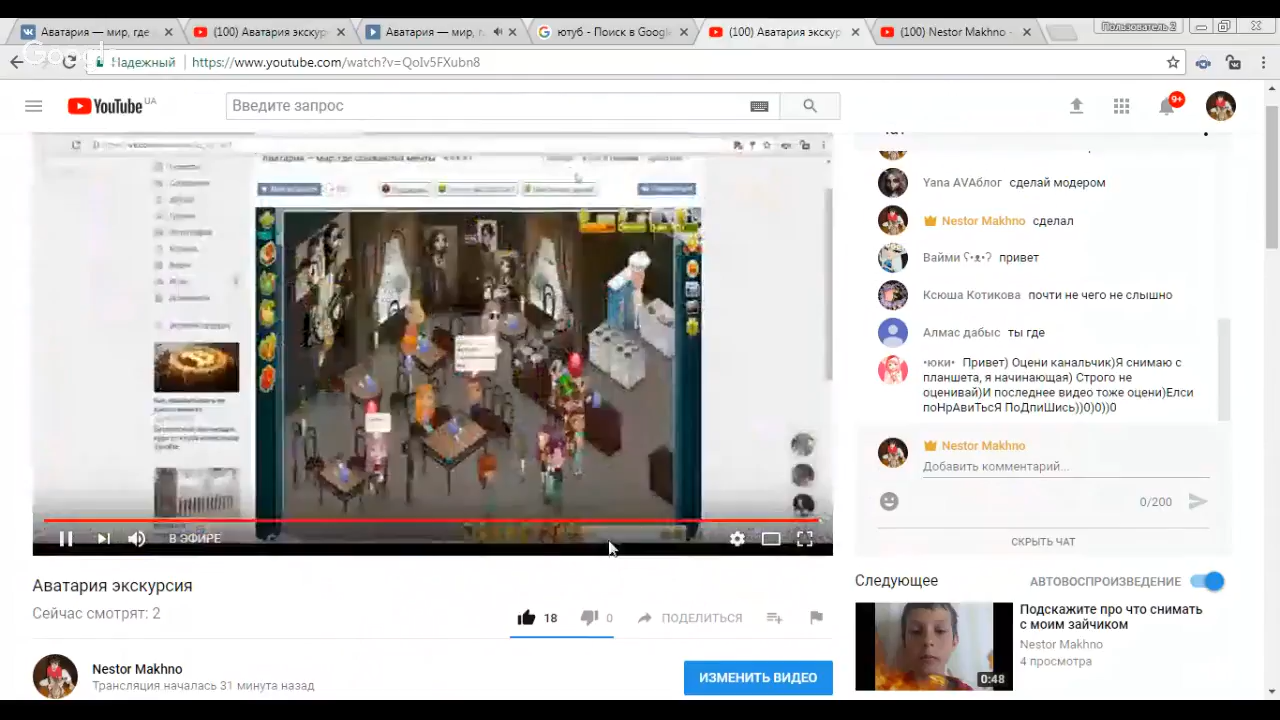 Аватария — мир, где
(100) Аватария экскур
Аватария — мир, г
ютуб - Поиск в Googl
(100) Аватария экскур
(100) Nestor Makhno -
Пользователь 2
Google
Надежный
https://www.youtube.com/watch?v=QoIv5FXubn8
YouTube UA
Введите запрос
9+
Yana AVAблог сделай модером
Nestor Makhno сделал
Вайми ʕ•ᴥ•ʔ привет
Ксюша Котикова почти не чего не слышно
Алмас дабыс ты где
•юки• Привет) Оцени канальчик)Я снимаю с
планшета, я начинающая) Строго не
оценивай)И последнее видео тоже оцени)Елси
поНрАвиТьсЯ ПоДпиШись))0)0))0
Nestor Makhno
Добавить комментарий...
0/200
СКРЫТЬ ЧАТ
В ЭФИРЕ
Аватария экскурсия
Сейчас смотрят: 2
18
0
ПОДЕЛИТЬСЯ
Nestor Makhno
Трансляция началась 31 минута назад
ИЗМЕНИТЬ ВИДЕО
Следующее
АВТОВОСПРОИЗВЕДЕНИЕ
Подскажите про что снимать
с моим зайчиком
Nestor Makhno
4 просмотра
0:48